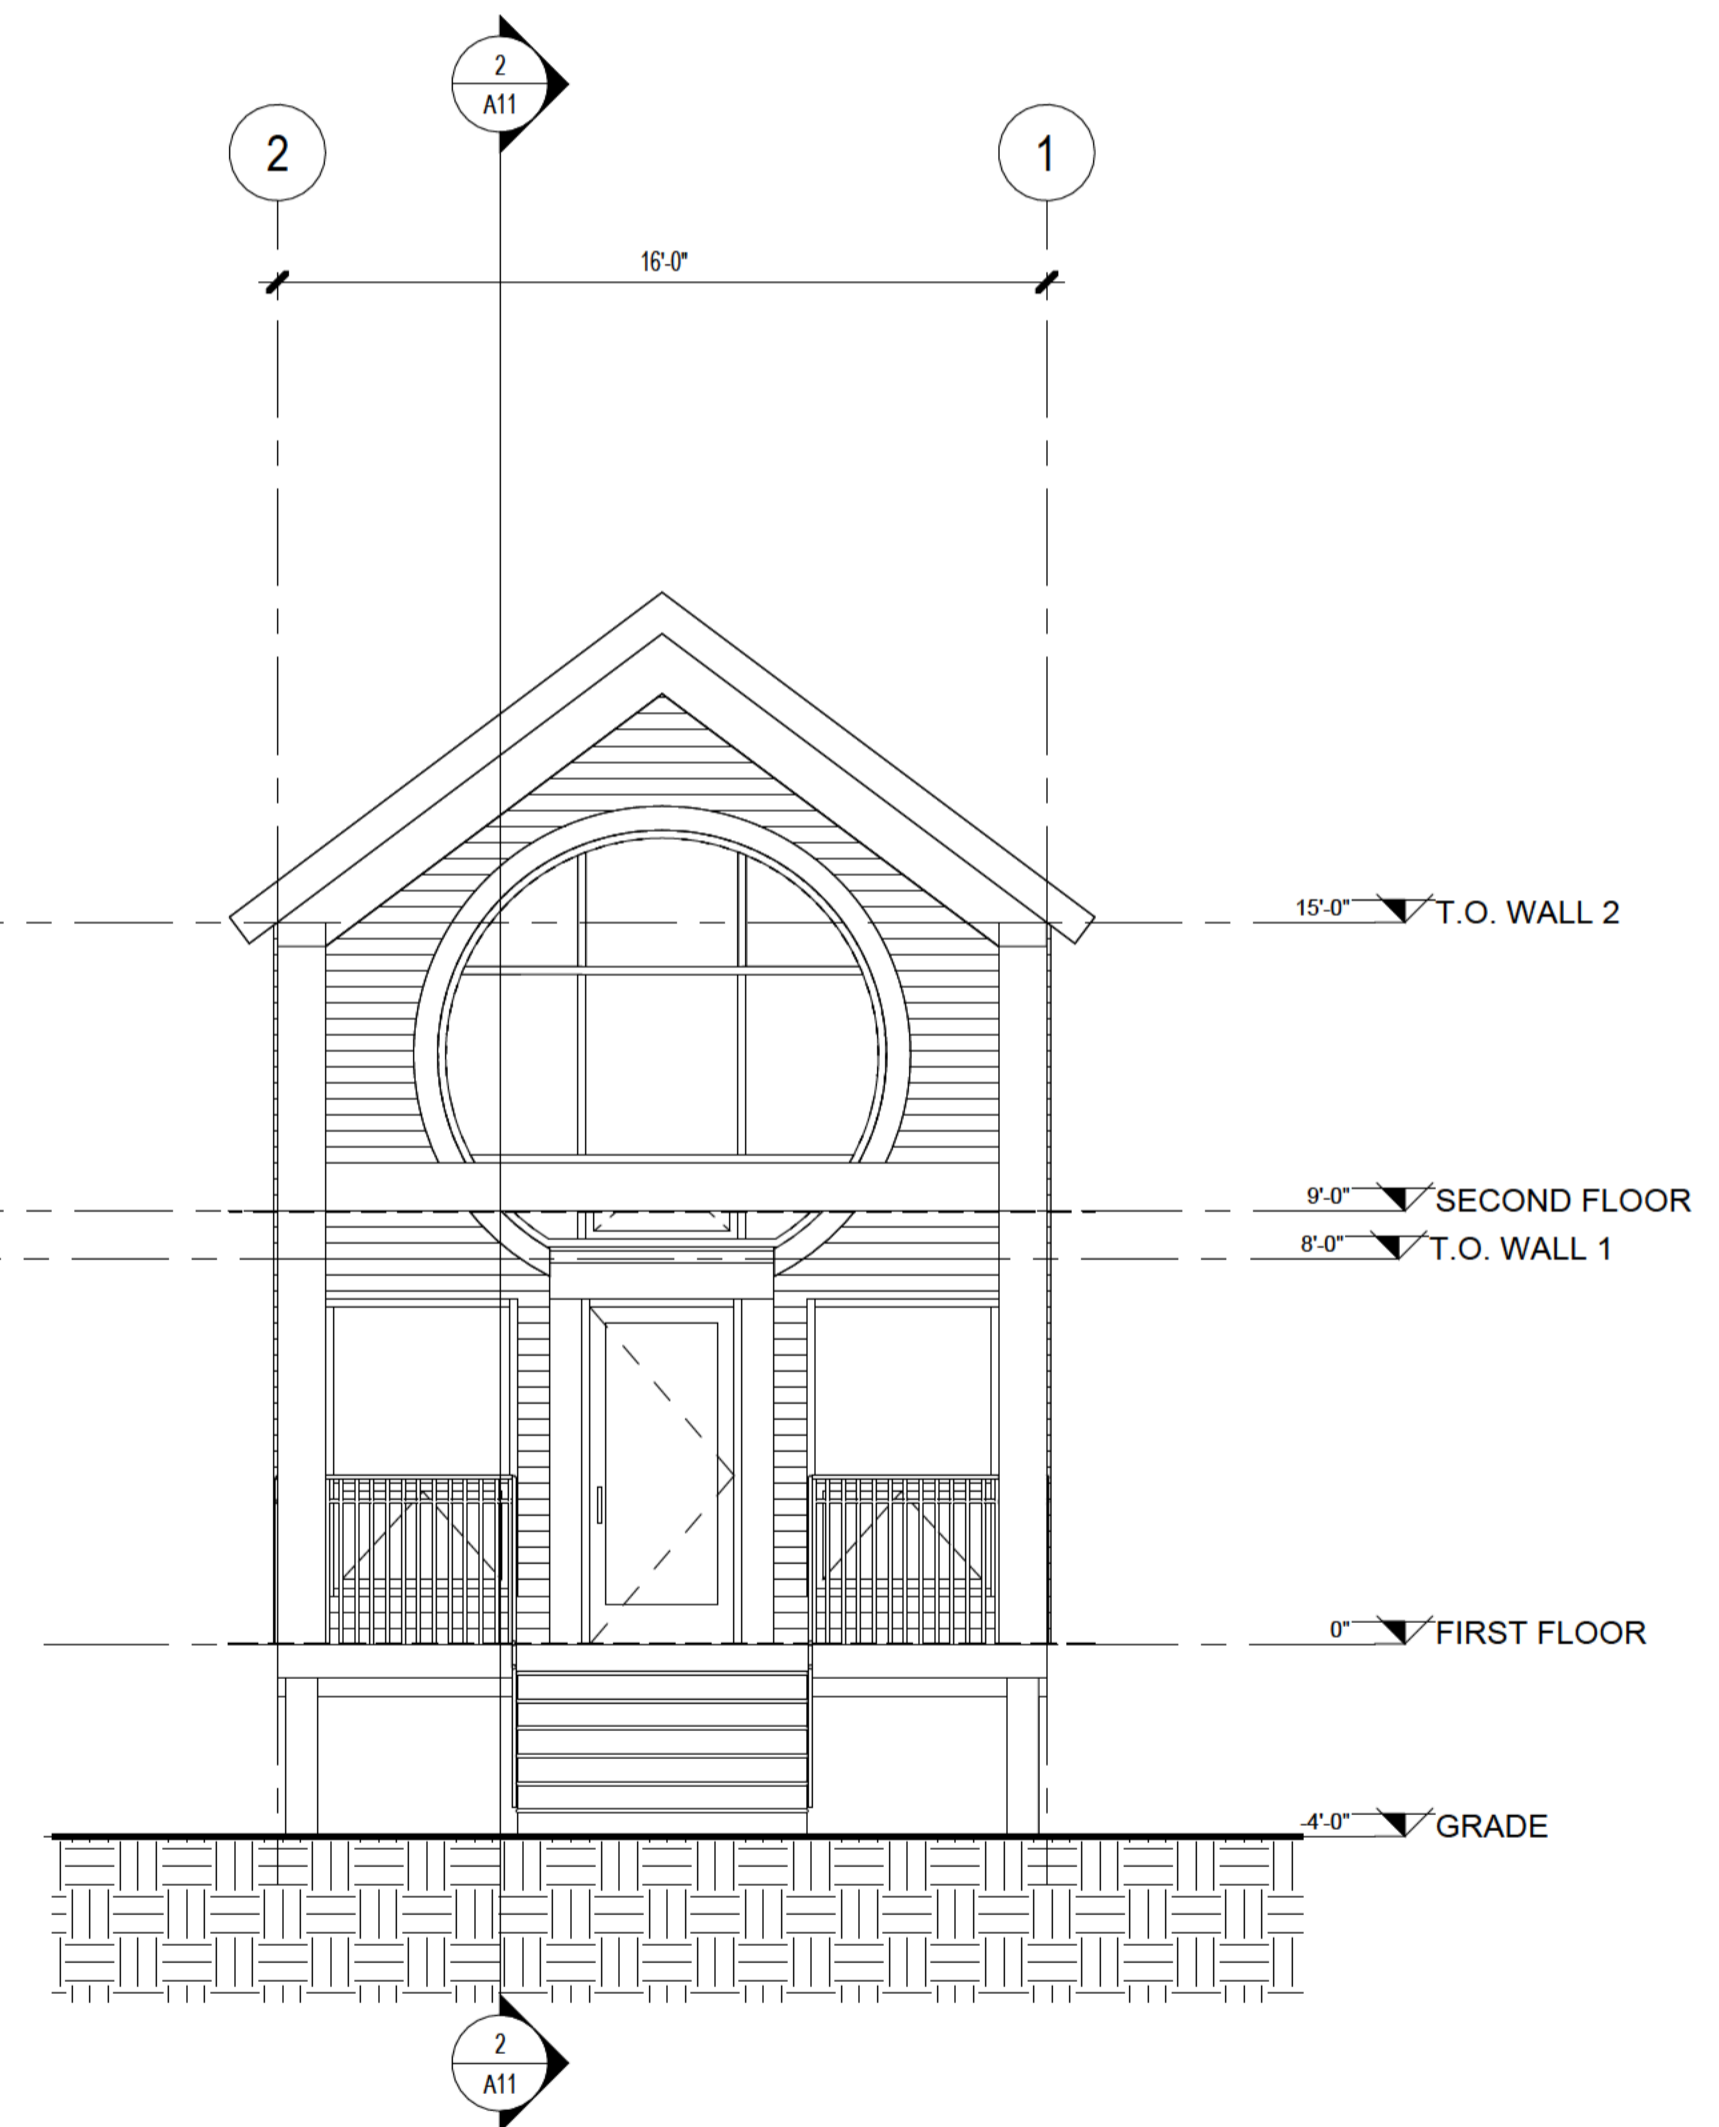 2
A11
2
1
16'-0"
15'-0" T.O. WALL 2
9'-0" SECOND FLOOR
8'-0" T.O. WALL 1
0" FIRST FLOOR
-4'-0" GRADE
2
A11